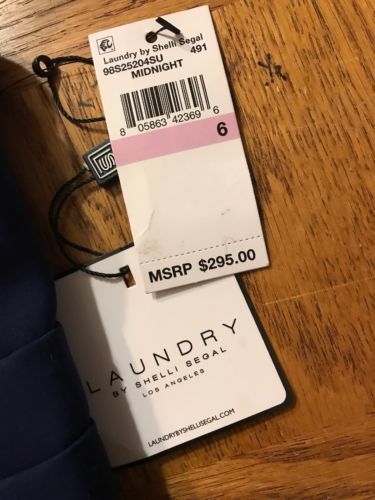 Laundry by Shelli Segal
98S25204SU 491
MIDNIGHT
8 05863 42369 6
6
MSRP $295.00
LAUNDRY
BY SHELLI SEGAL
LOS ANGELES
LAUNDRYBYSHELLISEGAL.COM